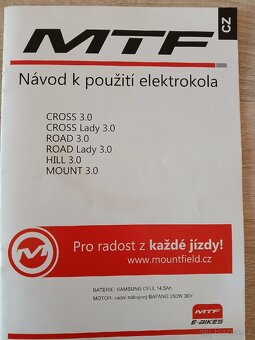 MTF
CZ
Návod k použití elektrokola
CROSS 3.0
CROSS Lady 3.0
ROAD 3.0
ROAD Lady 3.0
HILL 3.0
MOUNT 3.0
Pro radost z každé jízdy!
www.mountfield.cz
BATERIE: SAMSUNG CELL 14,5Ah
MOTOR: zadní nábojový BAFANG 250W 36V
MTF
E-BIKES